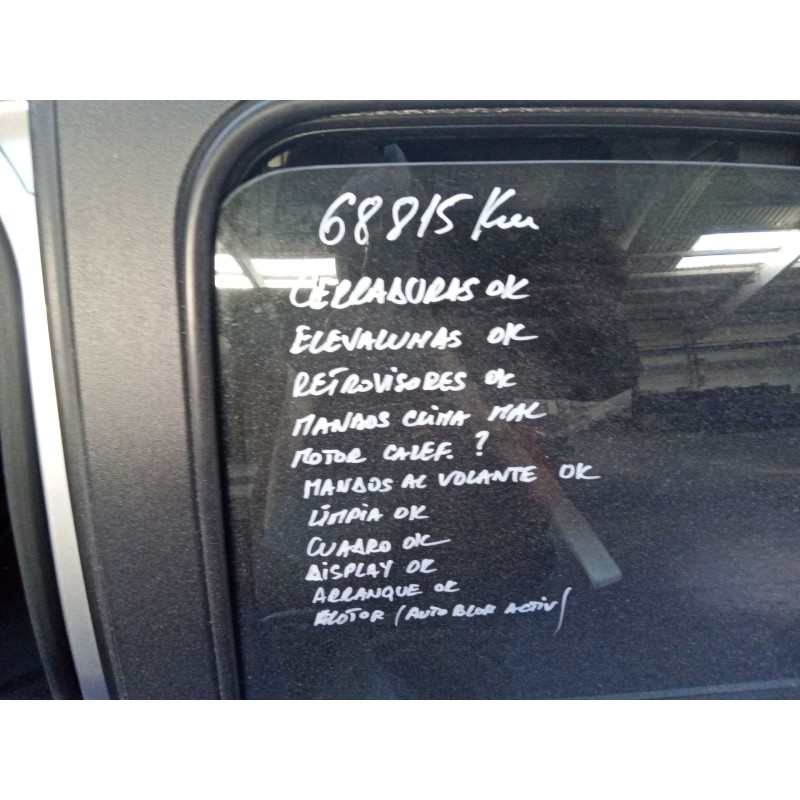 68815 Km
CERRADURAS OK
ELEVALUNAS OK
RETROVISORES OK
MANDOS CLIMA MAL
MOTOR CALEF. ?
MANDOS AL VOLANTE OK
LIMPIA OK
CUADRO OK
DISPLAY OK
ARRANQUE OK
MOTOR (AUTO BLOK ACTIV)